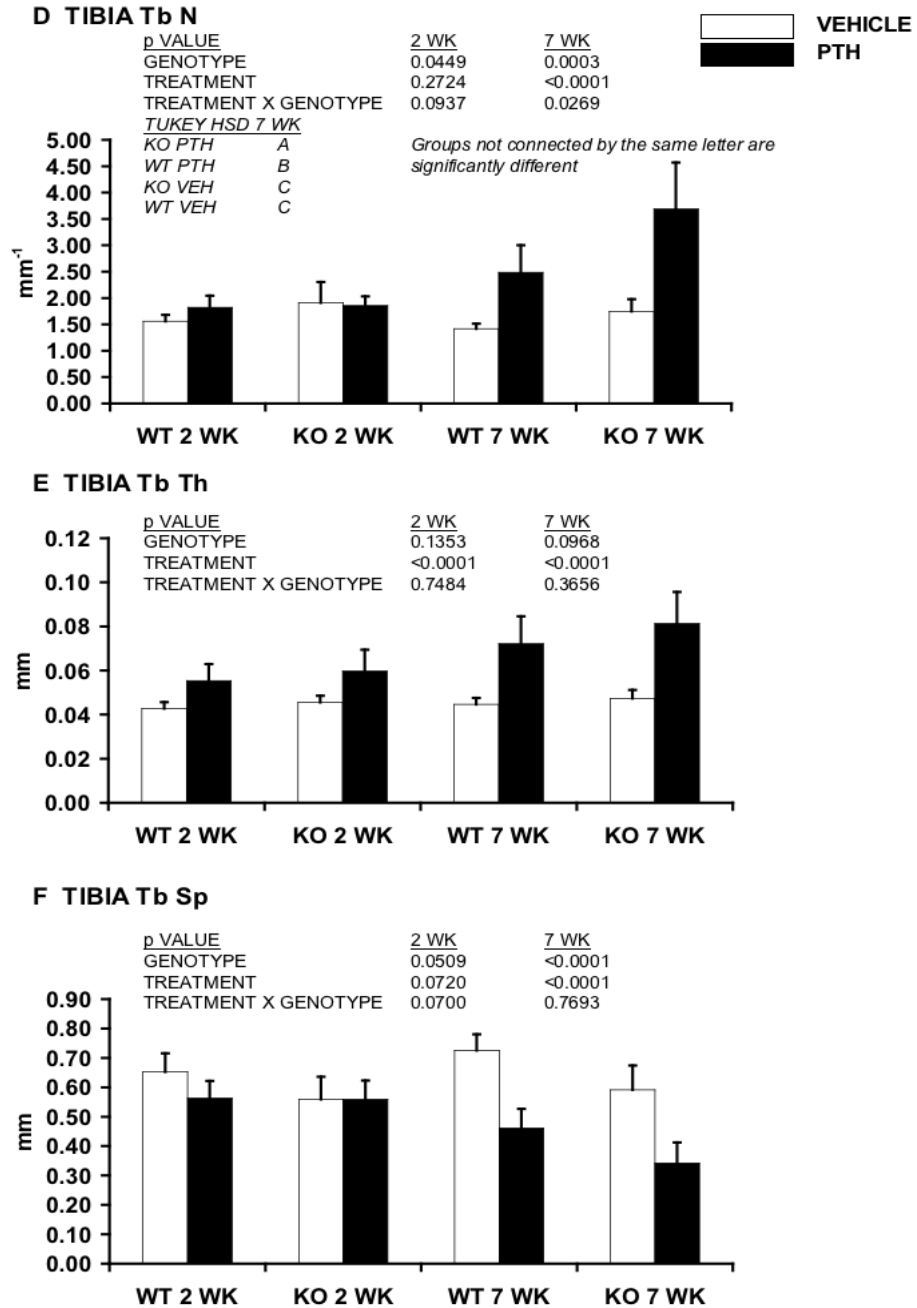 D TIBIA Tb N
VEHICLE
PTH
p VALUE 2 WK 7 WK
GENOTYPE 0.0449 0.0003
TREATMENT 0.2724 <0.0001
TREATMENT X GENOTYPE 0.0937 0.0269
TUKEY HSD 7 WK
KO PTH A
WT PTH B
KO VEH C
WT VEH C
Groups not connected by the same letter are
significantly different
5.00
4.50
4.00
3.50
3.00
2.50
2.00
1.50
1.00
0.50
0.00
mm-1
WT 2 WK KO 2 WK WT 7 WK KO 7 WK
E TIBIA Tb Th
p VALUE 2 WK 7 WK
GENOTYPE 0.1353 0.0968
TREATMENT <0.0001 <0.0001
TREATMENT X GENOTYPE 0.7484 0.3656
0.12
0.10
0.08
0.06
0.04
0.02
0.00
mm
WT 2 WK KO 2 WK WT 7 WK KO 7 WK
F TIBIA Tb Sp
p VALUE 2 WK 7 WK
GENOTYPE 0.0509 <0.0001
TREATMENT 0.0720 <0.0001
TREATMENT X GENOTYPE 0.0700 0.7693
0.90
0.80
0.70
0.60
0.50
0.40
0.30
0.20
0.10
0.00
mm
WT 2 WK KO 2 WK WT 7 WK KO 7 WK